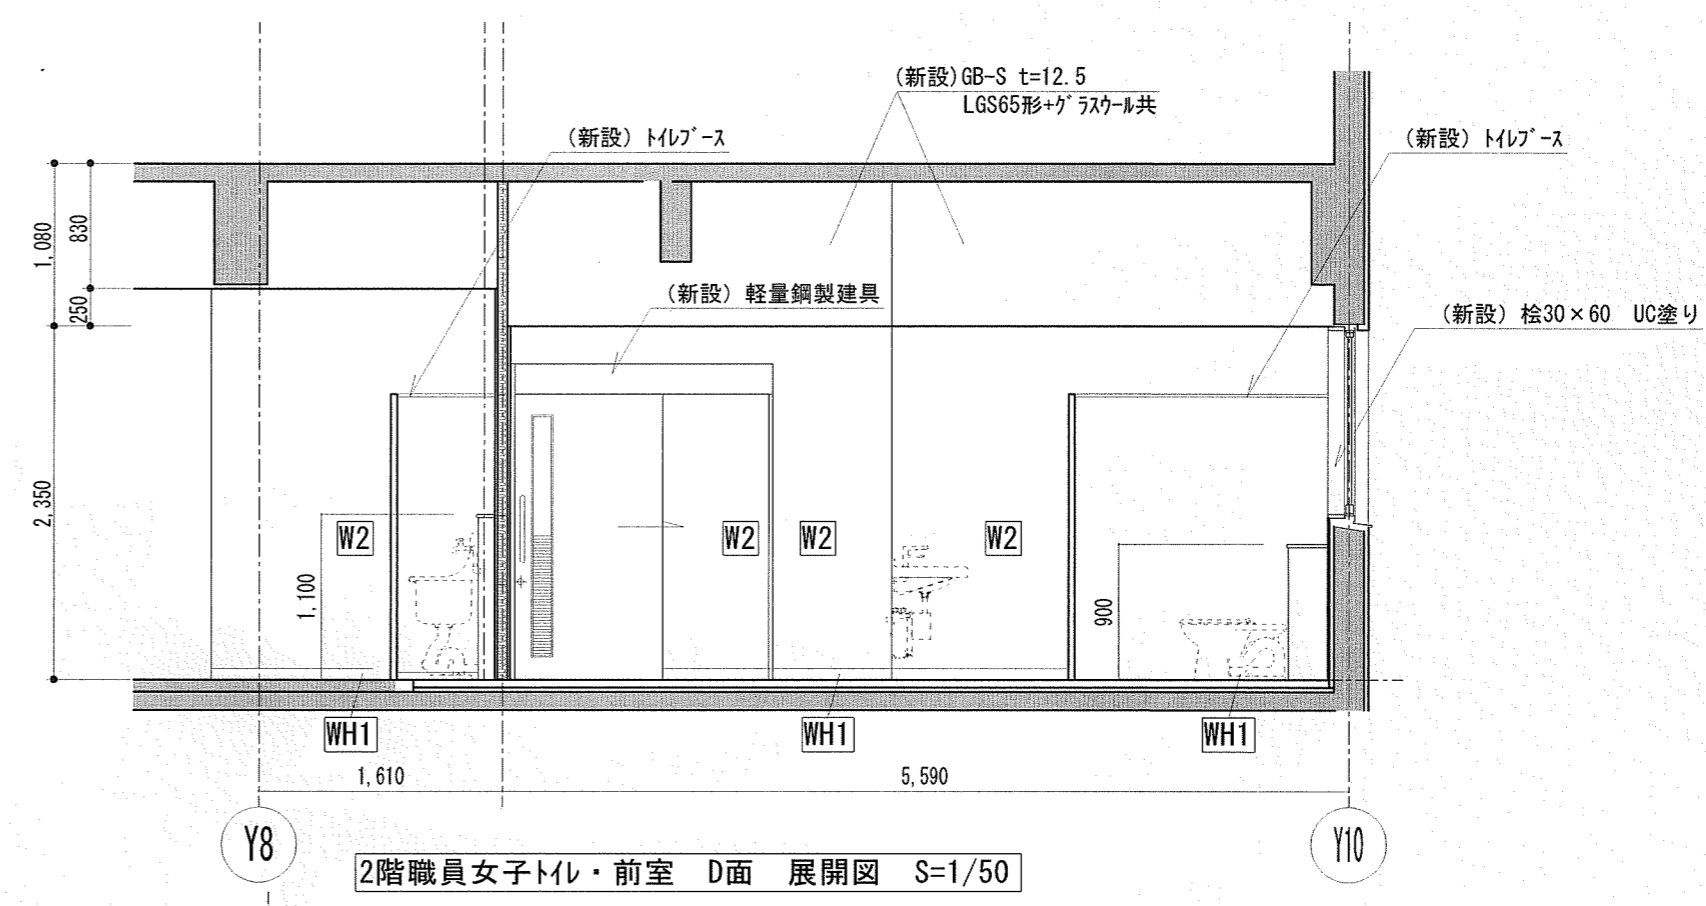 (新設)GB-S t=12.5
LGS65形+グラスウール共
(新設) トイレブース
(新設) トイレブース
(新設) 軽量鋼製建具
(新設) 桧30×60 UC塗り
1,080
830
250
2,350
1,100
900
W2
W2
W2
W2
WH1
WH1
WH1
1,610
5,590
Y8
Y10
2階職員女子トイレ・前室 D面 展開図 S=1/50